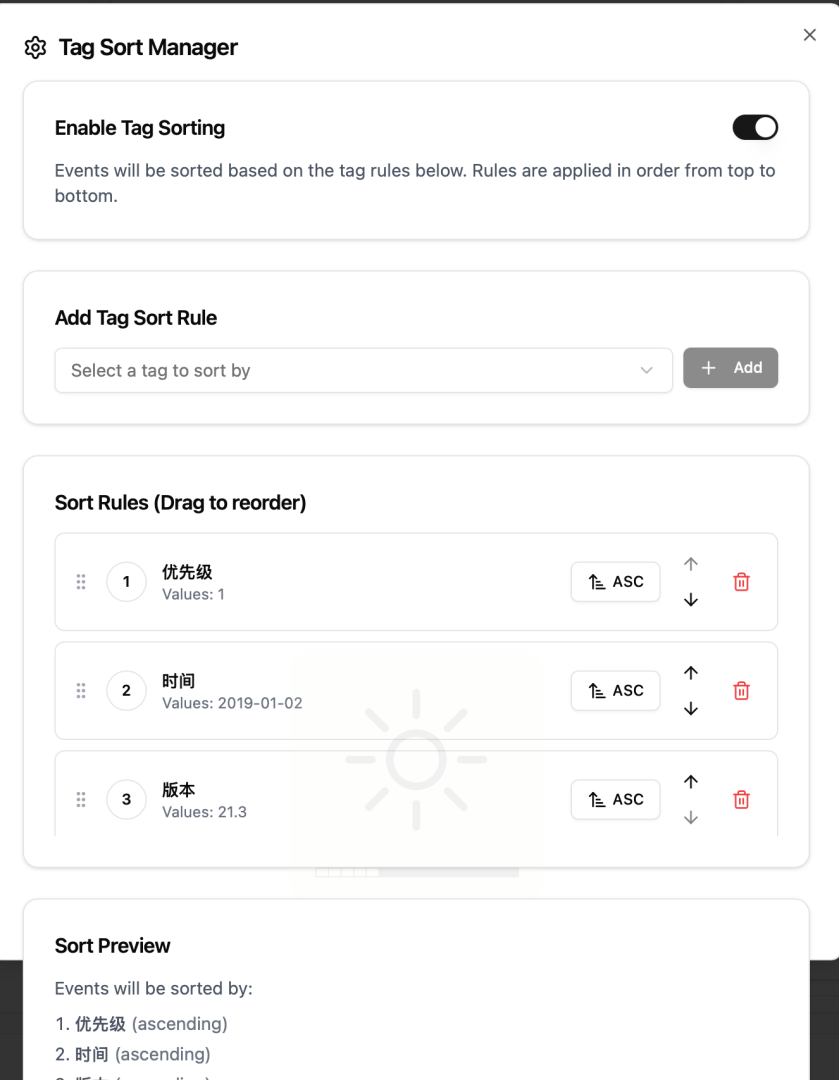 Tag Sort Manager
Enable Tag Sorting
Events will be sorted based on the tag rules below. Rules are applied in order from top to
bottom.
Add Tag Sort Rule
Select a tag to sort by
Add
Sort Rules (Drag to reorder)
1
优先级
Values: 1
ASC
2
时间
Values: 2019-01-02
ASC
3
版本
Values: 21.3
ASC
Sort Preview
Events will be sorted by:
1. 优先级 (ascending)
2. 时间 (ascending)